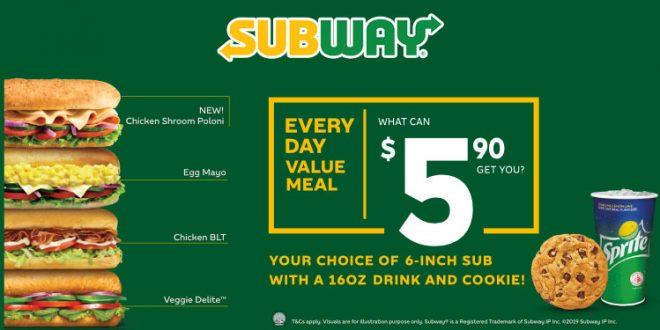 SUBWAY®
NEW!
Chicken Shroom Poloni
Egg Mayo
Chicken BLT
Veggie Delite™
EVERY
DAY
VALUE
MEAL
WHAT CAN
$5.90
GET YOU?
YOUR CHOICE OF 6-INCH SUB
WITH A 16OZ DRINK AND COOKIE!
Sprite
T&Cs apply. Visuals are for illustration purpose only. Subway® is a Registered Trademark of Subway IP Inc. ©2019 Subway IP Inc.